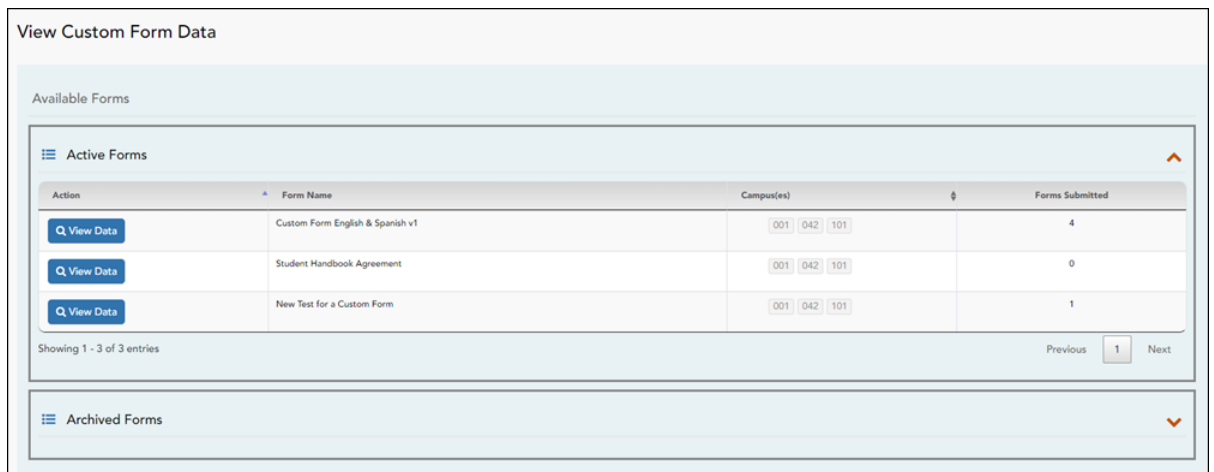 View Custom Form Data
Available Forms
Active Forms
Action Form Name Campus(es) Forms Submitted
View Data Custom Form English & Spanish v1 001 042 101 4
View Data Student Handbook Agreement 001 042 101 0
View Data New Test for a Custom Form 001 042 101 1
Showing 1 - 3 of 3 entries Previous 1 Next
Archived Forms